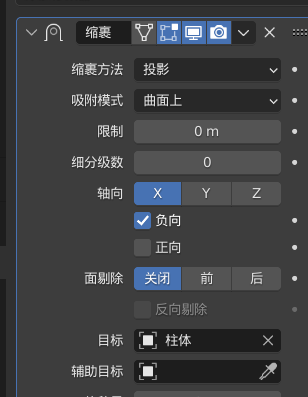 缩裹
缩裹方法 投影
吸附模式 曲面上
限制 0 m
细分级数 0
轴向 X Y Z
负向
正向
面剔除 关闭 前 后
反向剔除
目标 柱体
辅助目标